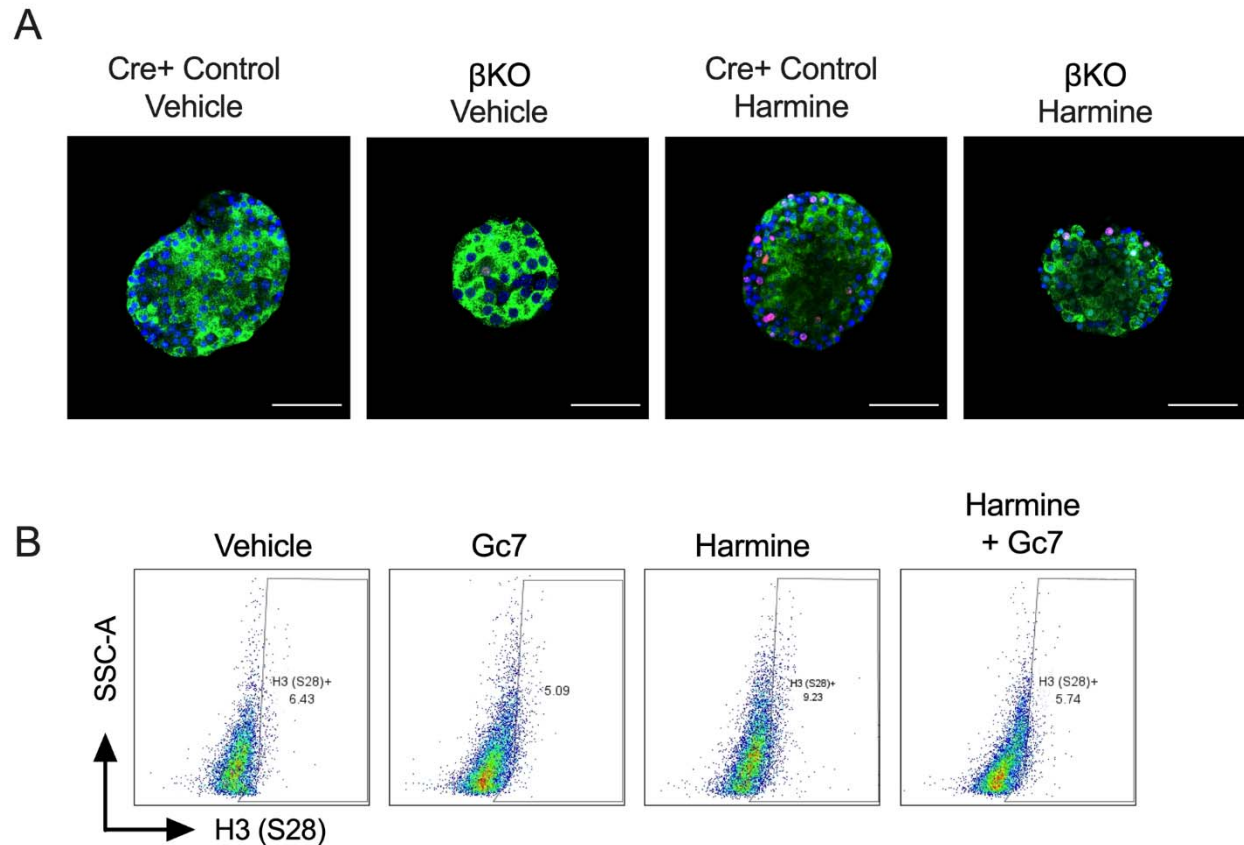 A
Cre+ Control
Vehicle
βKO
Vehicle
Cre+ Control
Harmine
βKO
Harmine
B
Vehicle
Gc7
Harmine
Harmine
+ Gc7
SSC-A
H3 (S28)+
6.43
5.09
H3 (S28)+
9.23
H3 (S28)+
5.74
H3 (S28)